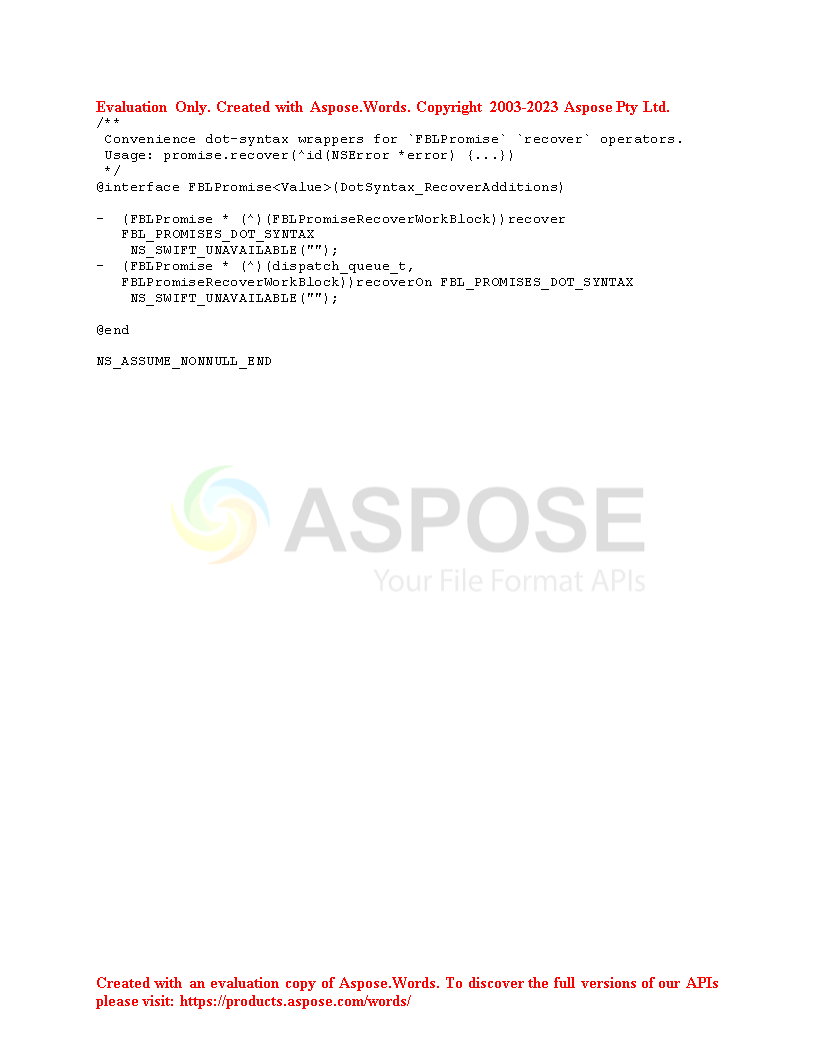 Evaluation Only. Created with Aspose.Words. Copyright 2003-2023 Aspose Pty Ltd.
/**
 Convenience dot-syntax wrappers for `FBLPromise` `recover` operators.
 Usage: promise.recover(^id(NSError *error) {...})
 */
@interface FBLPromise<Value>(DotSyntax_RecoverAdditions)
- (FBLPromise * (^)(FBLPromiseRecoverWorkBlock))recover
FBL_PROMISES_DOT_SYNTAX
NS_SWIFT_UNAVAILABLE("");
- (FBLPromise * (^)(dispatch_queue_t,
FBLPromiseRecoverWorkBlock))recoverOn FBL_PROMISES_DOT_SYNTAX
NS_SWIFT_UNAVAILABLE("");
@end
NS_ASSUME_NONNULL_END
ASPOSE
Your File Format APIs
Created with an evaluation copy of Aspose.Words. To discover the full versions of our APIs
please visit: https://products.aspose.com/words/